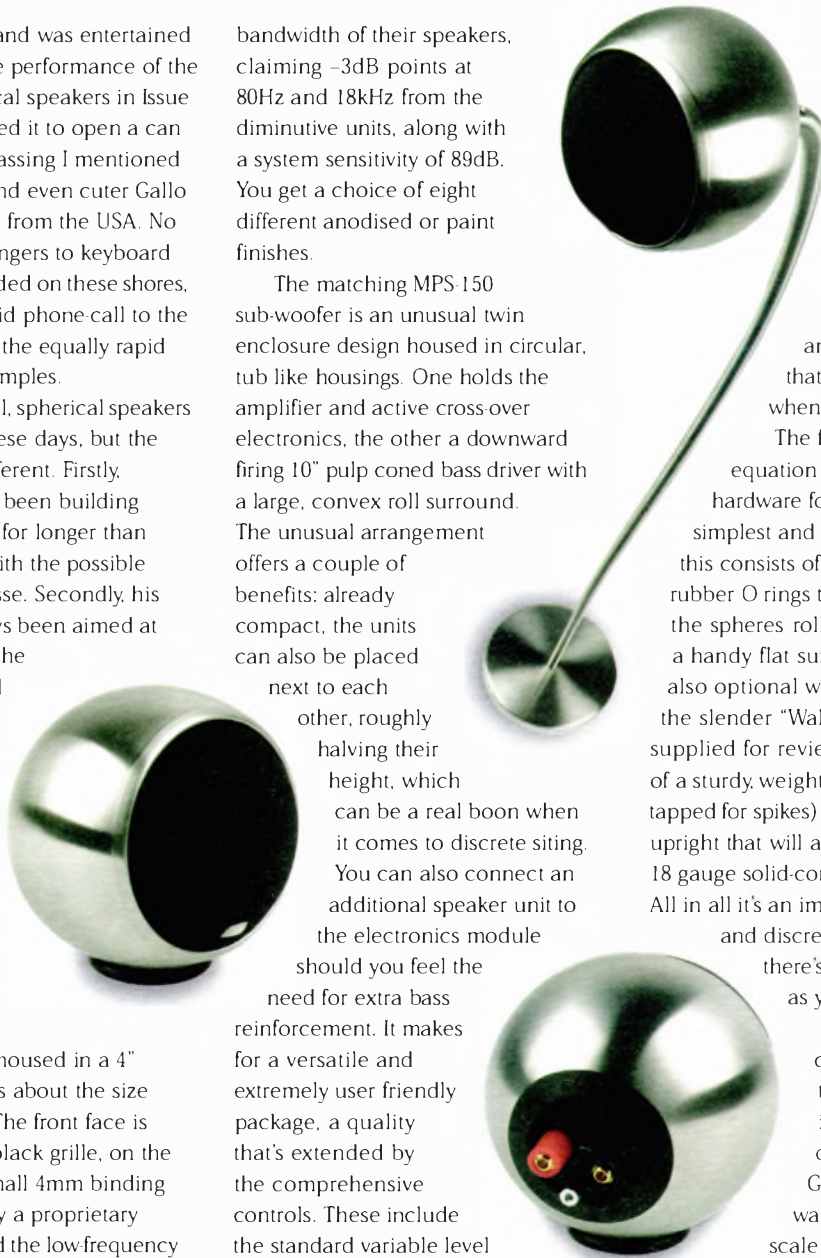 and was entertained
e performance of the
cal speakers in Issue
ed it to open a can
assing I mentioned
nd even cuter Gallo
from the USA. No
ngers to keyboard
ded on these shores,
id phone-call to the
the equally rapid
mples.
l, spherical speakers
ese days, but the
ferent. Firstly,
been building
for longer than
ith the possible
sse. Secondly, his
ys been aimed at
he
l
housed in a 4"
s about the size
The front face is
black grille, on the
nall 4mm binding
y a proprietary
d the low-frequency
bandwidth of their speakers,
claiming –3dB points at
80Hz and 18kHz from the
diminutive units, along with
a system sensitivity of 89dB.
You get a choice of eight
different anodised or paint
finishes.
The matching MPS-150
sub-woofer is an unusual twin
enclosure design housed in circular,
tub like housings. One holds the
amplifier and active cross-over
electronics, the other a downward
firing 10" pulp coned bass driver with
a large, convex roll surround.
The unusual arrangement
offers a couple of
benefits: already
compact, the units
can also be placed
next to each
other, roughly
halving their
height, which
can be a real boon when
it comes to discrete siting.
You can also connect an
additional speaker unit to
the electronics module
should you feel the
need for extra bass
reinforcement. It makes
for a versatile and
extremely user friendly
package, a quality
that's extended by
the comprehensive
controls. These include
the standard variable level
ar
that
when
The f
equation
hardware fo
simplest and
this consists of
rubber O rings t
the spheres rol
a handy flat su
also optional w
the slender "Wal
supplied for revie
of a sturdy, weight
tapped for spikes)
upright that will a
18 gauge solid-cor
All in all it's an im
and discre
there's
as y
c
t
i
c
G
wa
scale